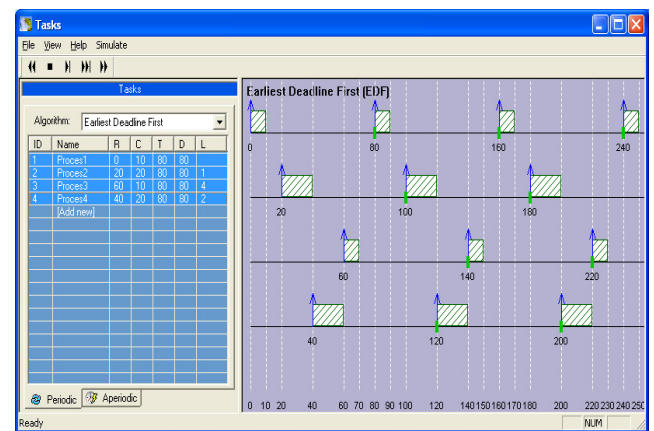 Tasks
File View Help Simulate
Tasks
Algorithm: Earliest Deadline First
ID Name R C T D L
1 Proces1 0 10 80 80
2 Proces2 20 20 80 80 1
3 Proces3 60 10 80 80 4
4 Proces4 40 20 80 80 2
[Add new]
Periodic Aperiodic
Earliest Deadline First (EDF)
0 80 160 240
20 100 180
60 140 220
40 120 200
0 10 20 40 60 70 80 90 100 120 140 150 160 170 180 200 220 230 240 250
Ready NUM